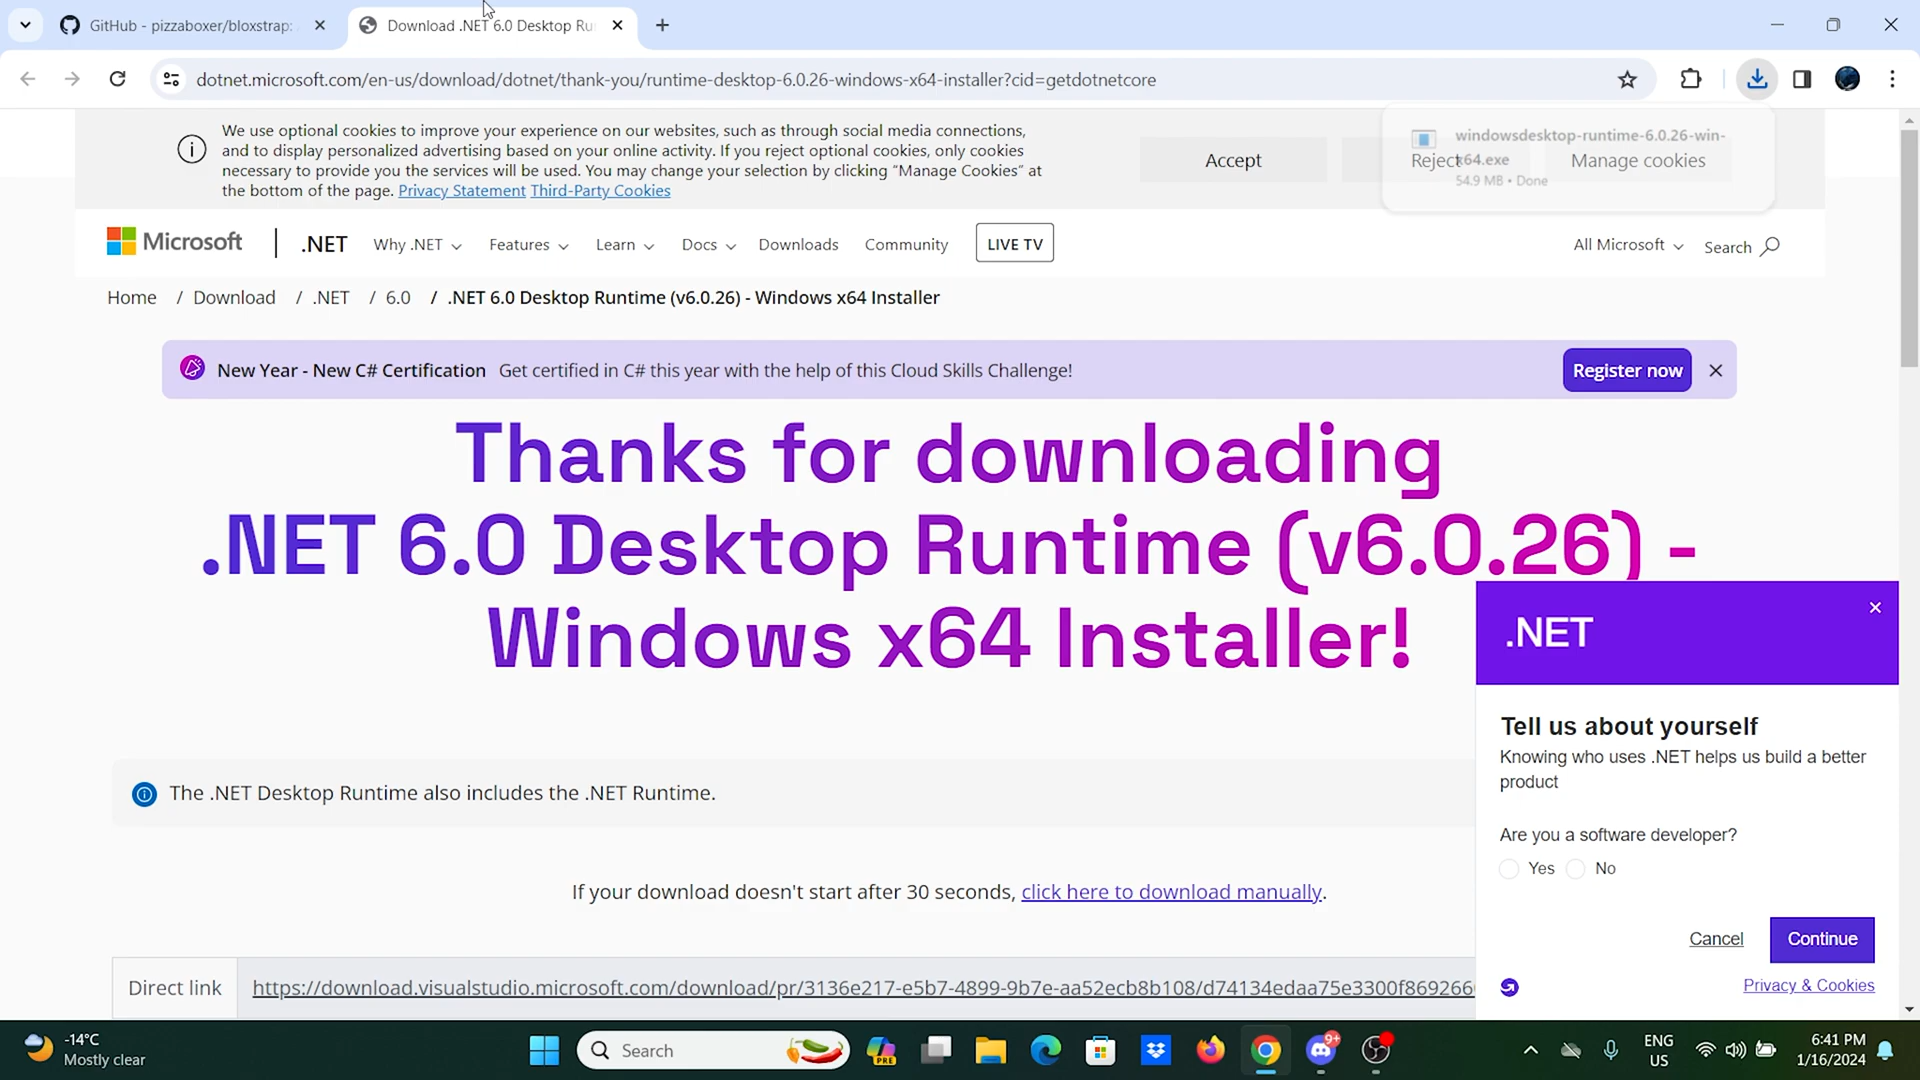 GitHub - pizzaboxer/bloxstrap:
Download .NET 6.0 Desktop Ru
dotnet.microsoft.com/en-us/download/dotnet/thank-you/runtime-desktop-6.0.26-windows-x64-installer?cid=getdotnetcore
We use optional cookies to improve your experience on our websites, such as through social media connections,
and to display personalized advertising based on your online activity. If you reject optional cookies, only cookies
necessary to provide you the services will be used. You may change your selection by clicking "Manage Cookies" at
the bottom of the page. Privacy Statement Third-Party Cookies
Accept
Reject
Manage cookies
windowsdesktop-runtime-6.0.26-win-
x64.exe
54.9 MB • Done
Microsoft
.NET
Why .NET
Features
Learn
Docs
Downloads
Community
LIVE TV
All Microsoft
Search
Home / Download / .NET / 6.0 / .NET 6.0 Desktop Runtime (v6.0.26) - Windows x64 Installer
New Year - New C# Certification Get certified in C# this year with the help of this Cloud Skills Challenge!
Register now
Thanks for downloading
.NET 6.0 Desktop Runtime (v6.0.26) -
Windows x64 Installer!
The .NET Desktop Runtime also includes the .NET Runtime.
If your download doesn't start after 30 seconds, click here to download manually.
Direct link
https://download.visualstudio.microsoft.com/download/pr/3136e217-e5b7-4899-9b7e-aa52ecb8b108/d74134edaa75e3300f869266
.NET
Tell us about yourself
Knowing who uses .NET helps us build a better
product
Are you a software developer?
Yes
No
Cancel
Continue
Privacy & Cookies
-14°C
Mostly clear
Search
PRE
9+
ENG
US
6:41 PM
1/16/2024